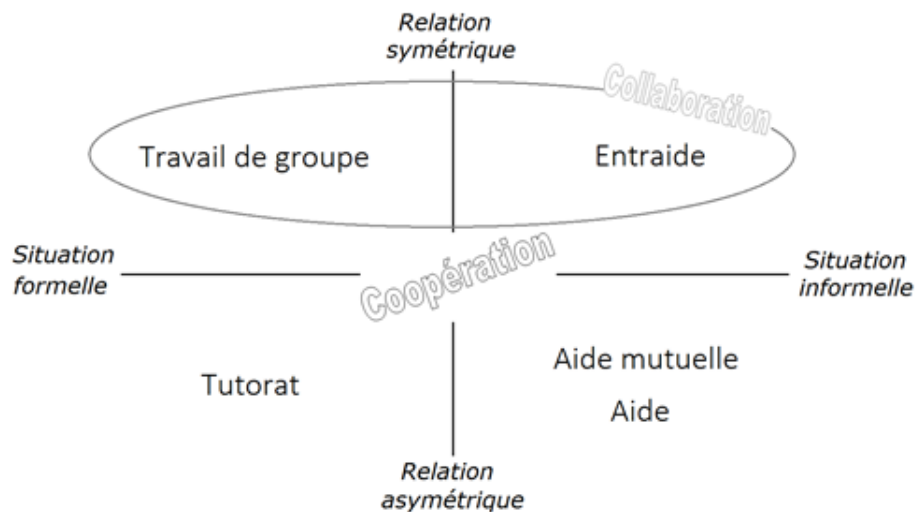 Relation
symétrique
Collaboration
Travail de groupe
Entraide
Situation
formelle
Coopération
Situation
informelle
Aide mutuelle
Tutorat
Aide
Relation
asymétrique